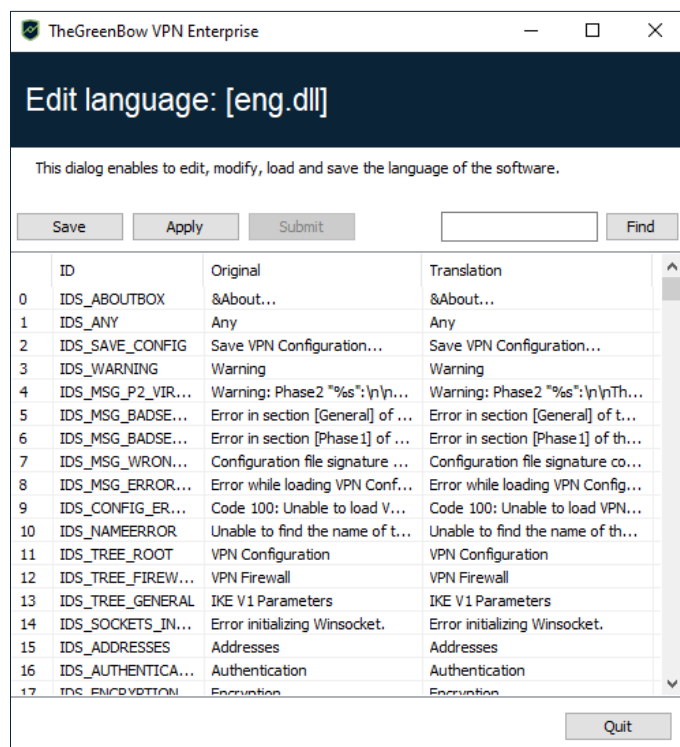 TheGreenBow VPN Enterprise
Edit language: [eng.dll]
This dialog enables to edit, modify, load and save the language of the software.
Save Apply Submit Find
ID Original Translation
0 IDS_ABOUTBOX &About... &About...
1 IDS_ANY Any Any
2 IDS_SAVE_CONFIG Save VPN Configuration... Save VPN Configuration...
3 IDS_WARNING Warning Warning
4 IDS_MSG_P2_VIR... Warning: Phase2 "%s":\n\n... Warning: Phase2 "%s":\n\nTh...
5 IDS_MSG_BADSE... Error in section [General] of ... Error in section [General] of t...
6 IDS_MSG_BADSE... Error in section [Phase1] of ... Error in section [Phase1] of th...
7 IDS_MSG_WRON... Configuration file signature ... Configuration file signature co...
8 IDS_MSG_ERROR... Error while loading VPN Conf... Error while loading VPN Config...
9 IDS_CONFIG_ER... Code 100: Unable to load V... Code 100: Unable to load VPN...
10 IDS_NAMEERROR Unable to find the name of t... Unable to find the name of th...
11 IDS_TREE_ROOT VPN Configuration VPN Configuration
12 IDS_TREE_FIREW... VPN Firewall VPN Firewall
13 IDS_TREE_GENERAL IKE V1 Parameters IKE V1 Parameters
14 IDS_SOCKETS_IN... Error initializing Winsocket. Error initializing Winsocket.
15 IDS_ADDRESSES Addresses Addresses
16 IDS_AUTHENTICA... Authentication Authentication
17 IDS_ENCRYPTION Encryption Encryption
Quit